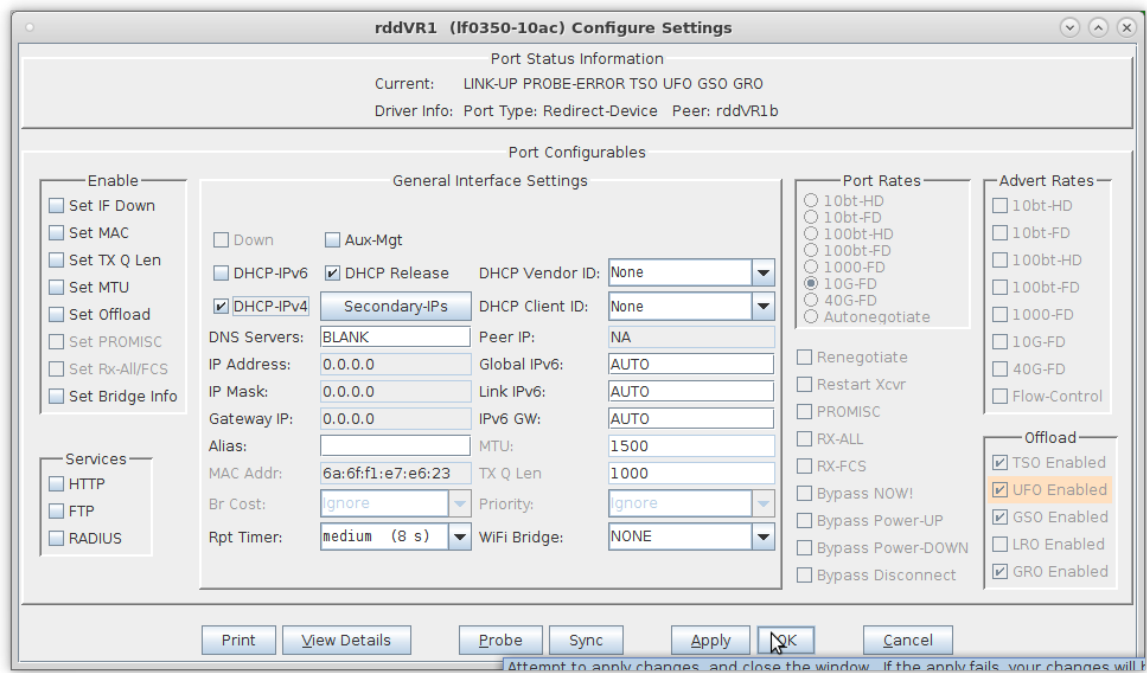 rddVR1 (lf0350-10ac) Configure Settings
Port Status Information
Current: LINK-UP PROBE-ERROR TSO UFO GSO GRO
Driver Info: Port Type: Redirect-Device Peer: rddVR1b
Port Configurables
Enable
Set IF Down
Set MAC
Set TX Q Len
Set MTU
Set Offload
Set PROMISC
Set Rx-All/FCS
Set Bridge Info
Services
HTTP
FTP
RADIUS
General Interface Settings
Down Aux-Mgt
DHCP-IPv6 DHCP Release DHCP Vendor ID: None
DHCP-IPv4 Secondary-IPs DHCP Client ID: None
DNS Servers: BLANK Peer IP: NA
IP Address: 0.0.0.0 Global IPv6: AUTO
IP Mask: 0.0.0.0 Link IPv6: AUTO
Gateway IP: 0.0.0.0 IPv6 GW: AUTO
Alias: MTU: 1500
MAC Addr: 6a:6f:f1:e7:e6:23 TX Q Len 1000
Br Cost: Ignore Priority: Ignore
Rpt Timer: medium (8 s) WiFi Bridge: NONE
Port Rates
10bt-HD
10bt-FD
100bt-HD
100bt-FD
1000-FD
10G-FD
40G-FD
Autonegotiate
Renegotiate
Restart Xcvr
PROMISC
RX-ALL
RX-FCS
Bypass NOW!
Bypass Power-UP
Bypass Power-DOWN
Bypass Disconnect
Advert Rates
10bt-HD
10bt-FD
100bt-HD
100bt-FD
1000-FD
10G-FD
40G-FD
Flow-Control
Offload
TSO Enabled
UFO Enabled
GSO Enabled
LRO Enabled
GRO Enabled
Print View Details Probe Sync Apply OK Cancel
Attempt to apply changes, and close the window. If the apply fails, your changes will